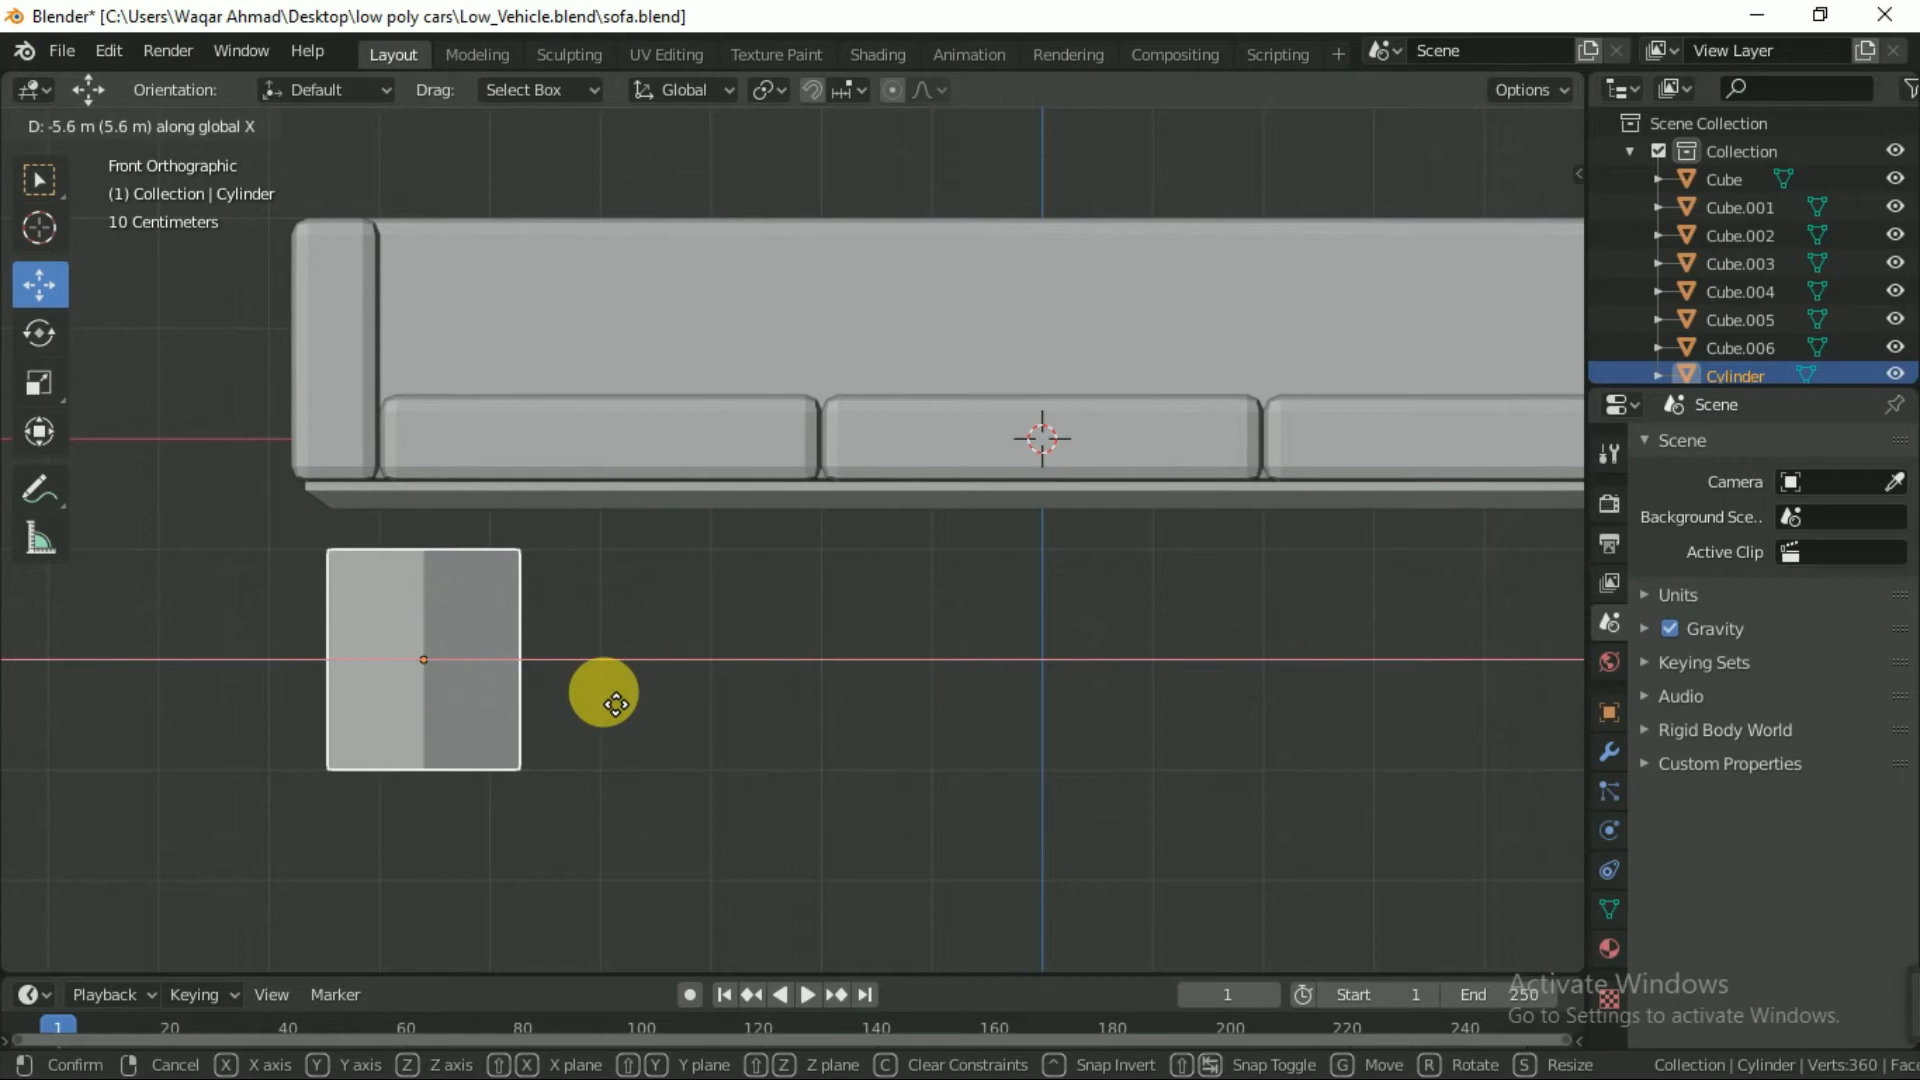 Blender* [C:\Users\Waqar Ahmad\Desktop\low poly cars\Low_Vehicle.blend\sofa.blend]
File Edit Render Window Help Layout Modeling Sculpting UV Editing Texture Paint Shading Animation Rendering Compositing Scripting + Scene View Layer
Orientation: Default Drag: Select Box Global Options
D: -5.6 m (5.6 m) along global X
Front Orthographic
(1) Collection | Cylinder
10 Centimeters
Scene Collection
Collection
Cube
Cube.001
Cube.002
Cube.003
Cube.004
Cube.005
Cube.006
Cylinder
Scene
Scene
Camera
Background Sce..
Active Clip
Units
Gravity
Keying Sets
Audio
Rigid Body World
Custom Properties
Playback Keying View Marker 1 Start 1 End 250
1 20 40 60 80 100 120 140 160 180 200 220 240
Activate Windows
Go to Settings to activate Windows.
Confirm Cancel X X axis Y Y axis Z Z axis X X plane Y Y plane Z Z plane C Clear Constraints Snap Invert Snap Toggle G Move R Rotate S Resize Collection | Cylinder | Verts:360 | Face